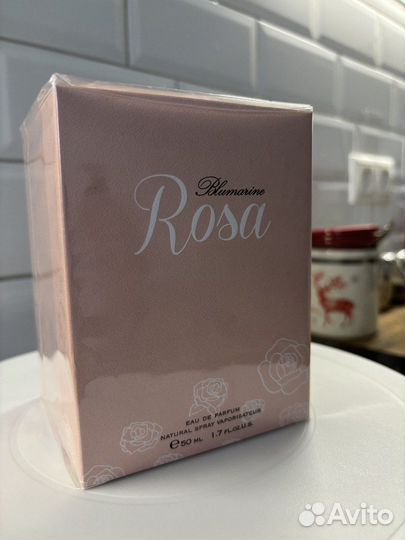 Blumarine
Rosa
EAU DE PARFUM
NATURAL SPRAY VAPORISATEUR
℮50 ML 1.7 FL.OZ.U.S.
Avito